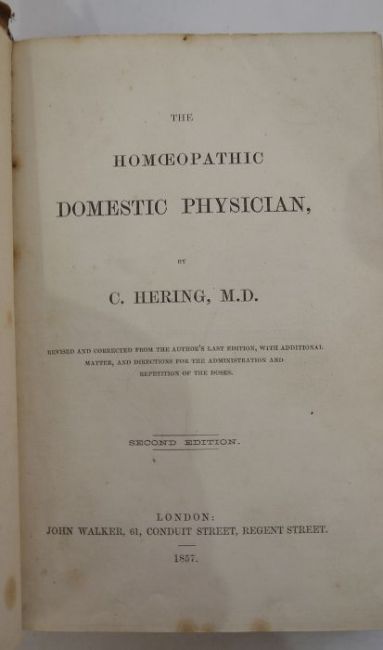 THE
HOMŒOPATHIC
DOMESTIC PHYSICIAN,
BY
C. HERING, M.D.
REVISED AND CORRECTED FROM THE AUTHOR'S LAST EDITION, WITH ADDITIONAL
MATTER, AND DIRECTIONS FOR THE ADMINISTRATION AND
REPETITION OF THE DOSES.
SECOND EDITION.
LONDON:
JOHN WALKER, 61, CONDUIT STREET, REGENT STREET.
1857.